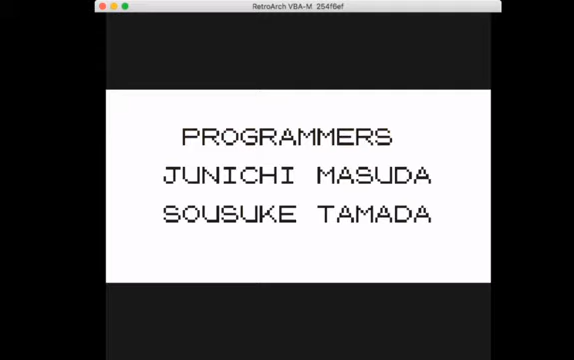 RetroArch VBA-M 254f6ef
PROGRAMMERS
JUNICHI MASUDA
SOUSUKE TAMADA